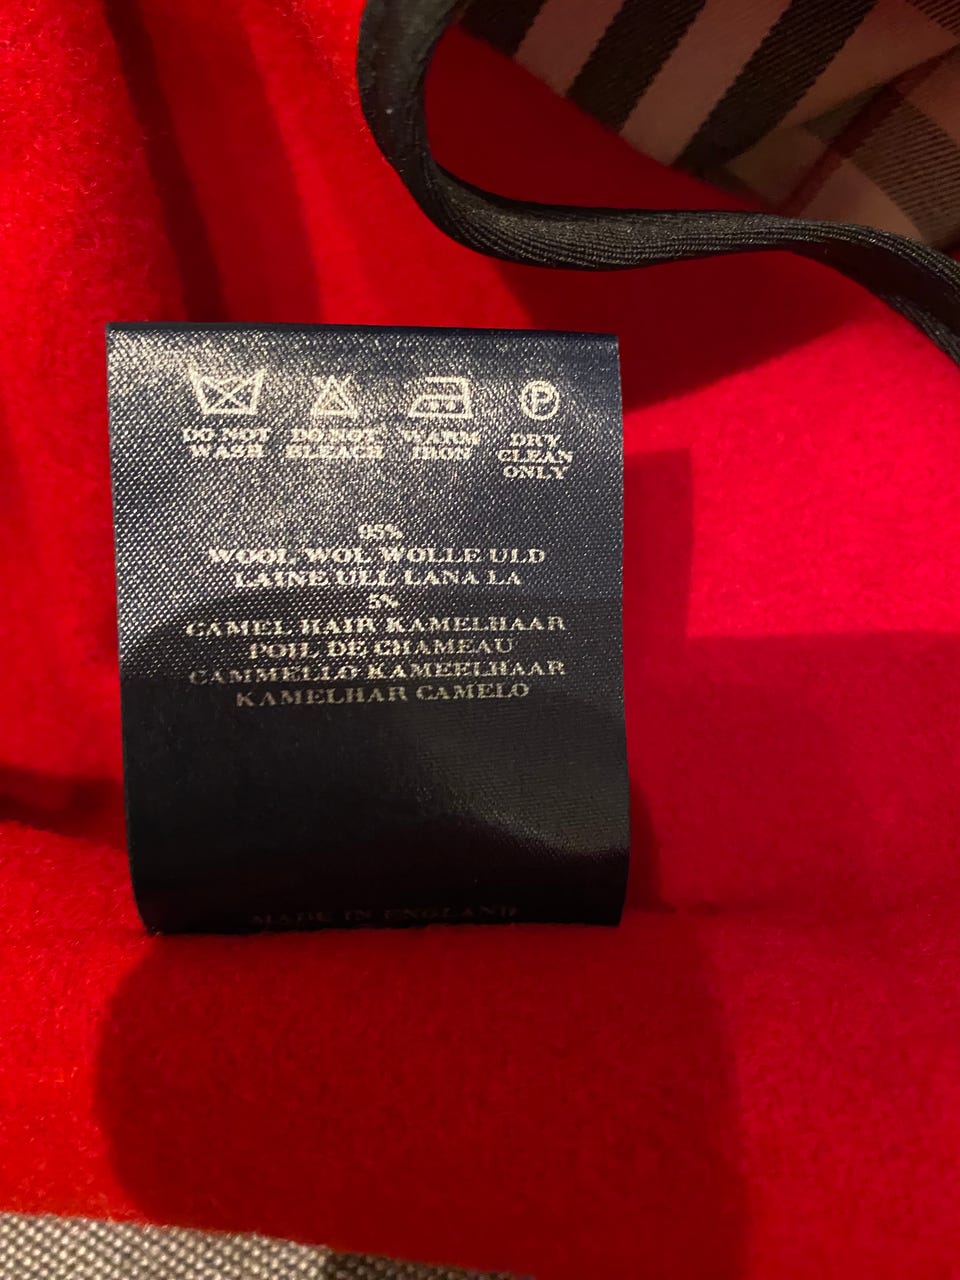 DO NOT WASH
DO NOT BLEACH
WARM IRON
P
DRY CLEAN ONLY
95%
WOOL WOL WOLLE ULD
LAINE ULL LANA LA
5%
CAMEL HAIR KAMELHAAR
POIL DE CHAMEAU
CAMMELLO KAMEELHAAR
KAMELHAR CAMELO
MADE IN ENGLAND